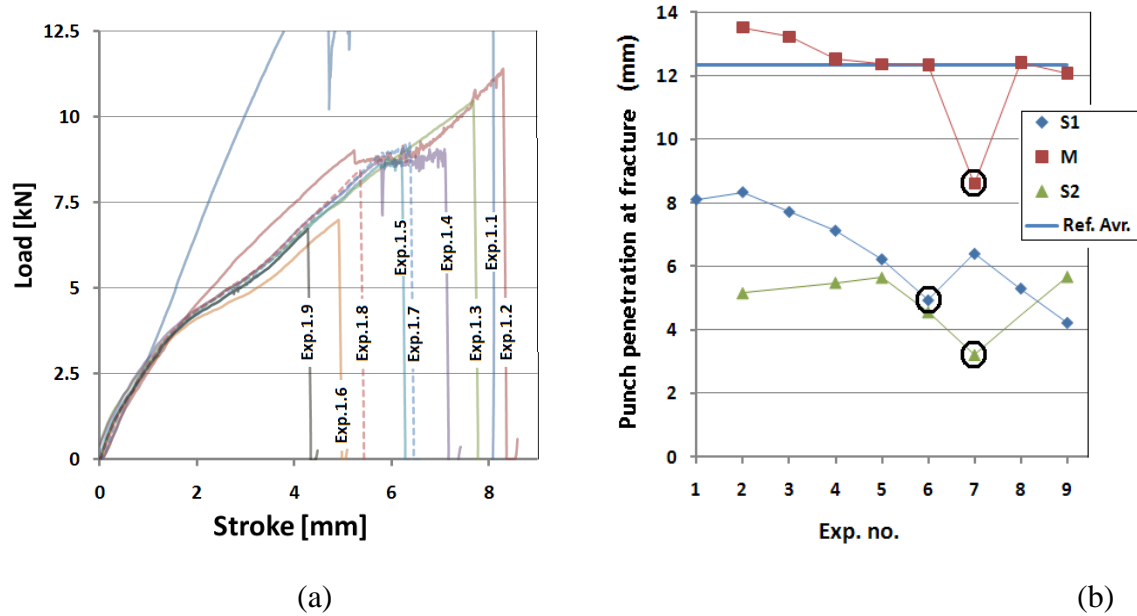 12.5
10
7.5
5
2.5
0
Load [kN]
Exp.1.9
Exp.1.6
Exp.1.8
Exp.1.5
Exp.1.7
Exp.1.4
Exp.1.3
Exp.1.1
Exp.1.2
0 2 4 6 8
Stroke [mm]
(a)
Punch penetration at fracture (mm)
14
12
10
8
6
4
2
0
S1
M
S2
Ref. Avr.
1 2 3 4 5 6 7 8 9
Exp. no.
(b)